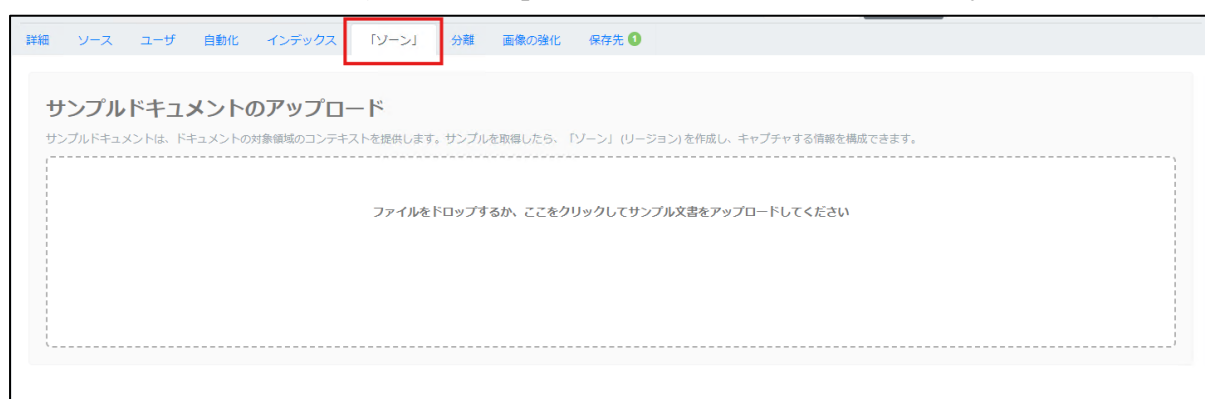 詳細 ソース ユーザ 自動化 インデックス 「ゾーン」 分離 画像の強化 保存先 1
サンプルドキュメントのアップロード
サンプルドキュメントは、ドキュメントの対象領域のコンテキストを提供します。サンプルを取得したら、「ゾーン」(リージョン)を作成し、キャプチャする情報を構成できます。
ファイルをドロップするか、ここをクリックしてサンプル文書をアップロードしてください